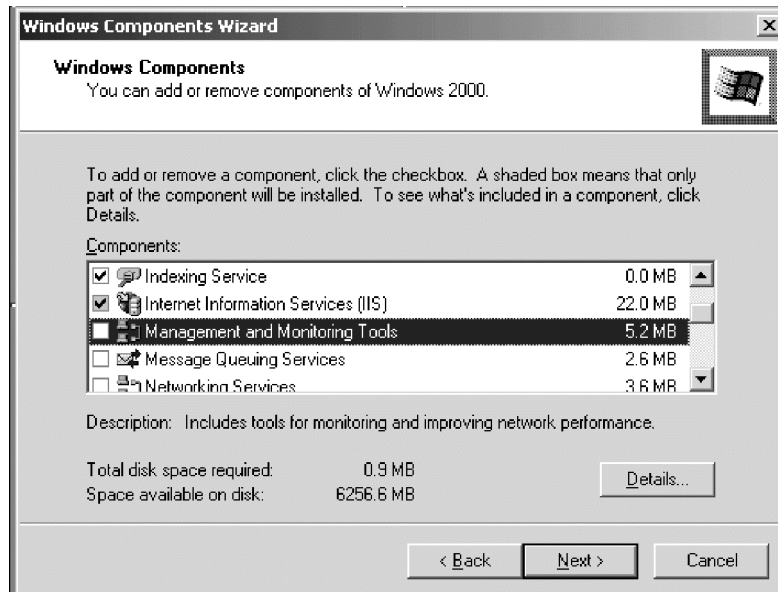 Windows Components Wizard
Windows Components
You can add or remove components of Windows 2000.
To add or remove a component, click the checkbox. A shaded box means that only
part of the component will be installed. To see what's included in a component, click
Details.
Components:
Indexing Service 0.0 MB
Internet Information Services (IIS) 22.0 MB
Management and Monitoring Tools 5.2 MB
Message Queuing Services 2.6 MB
Networking Services 3.6 MB
Description: Includes tools for monitoring and improving network performance.
Total disk space required: 0.9 MB
Space available on disk: 6256.6 MB
Details...
< Back Next > Cancel